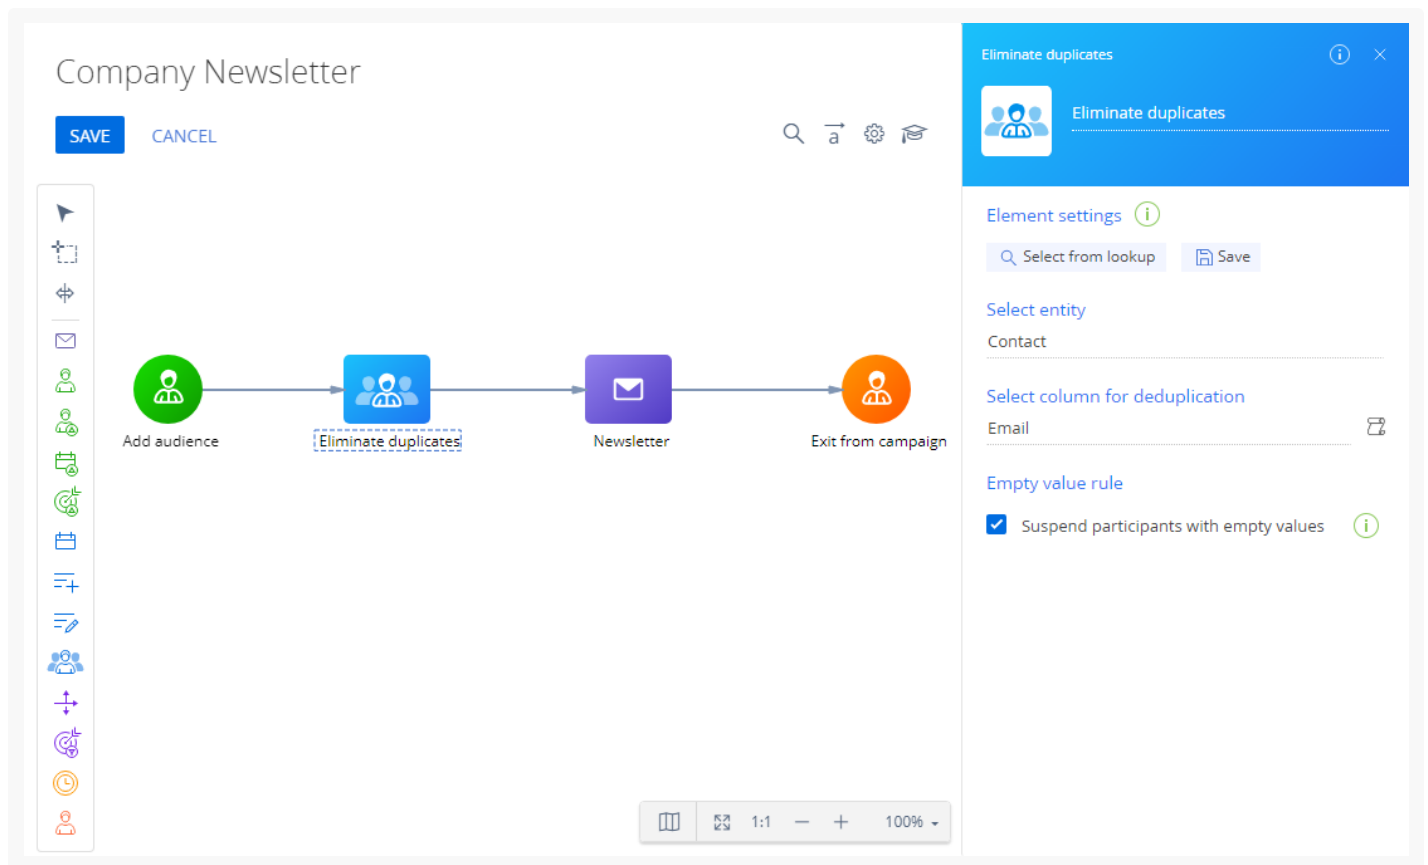 Company Newsletter
SAVE
CANCEL
a
Add audience
Eliminate duplicates
Newsletter
Exit from campaign
1:1
100%
Eliminate duplicates
Eliminate duplicates
Element settings
Select from lookup
Save
Select entity
Contact
Select column for deduplication
Email
Empty value rule
Suspend participants with empty values